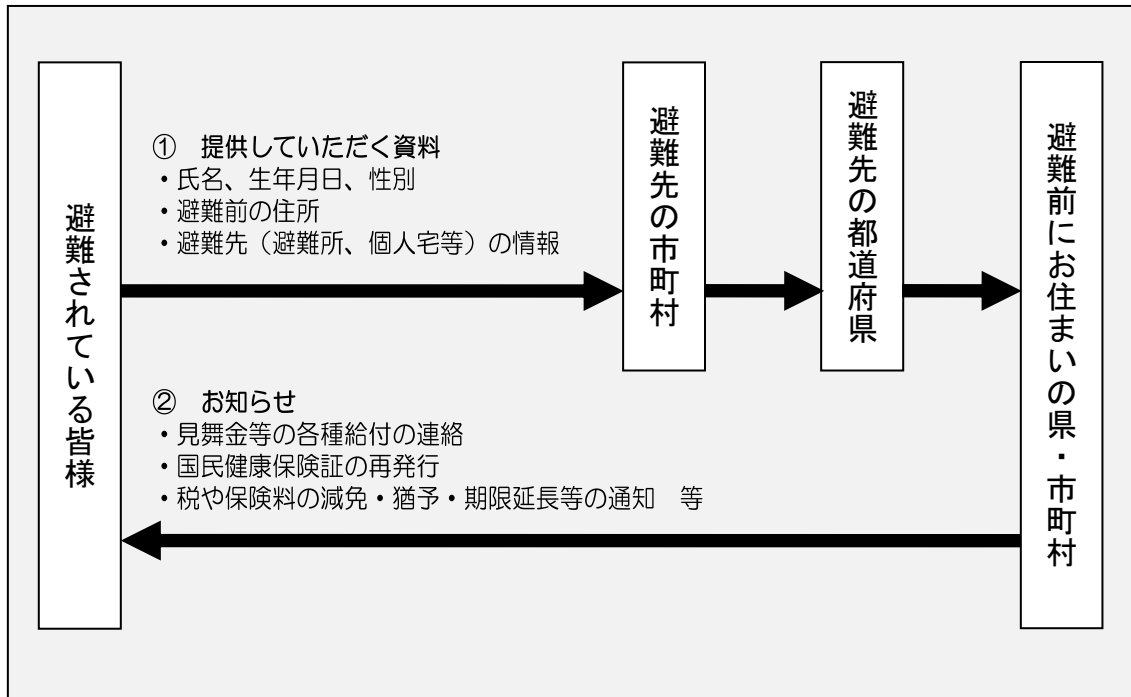 避難されている皆様
① 提供していただく資料
・氏名、生年月日、性別
・避難前の住所
・避難先（避難所、個人宅等）の情報
避難先の市町村
避難先の都道府県
避難前にお住まいの県・市町村
② お知らせ
・見舞金等の各種給付の連絡
・国民健康保険証の再発行
・税や保険料の減免・猶予・期限延長等の通知　等